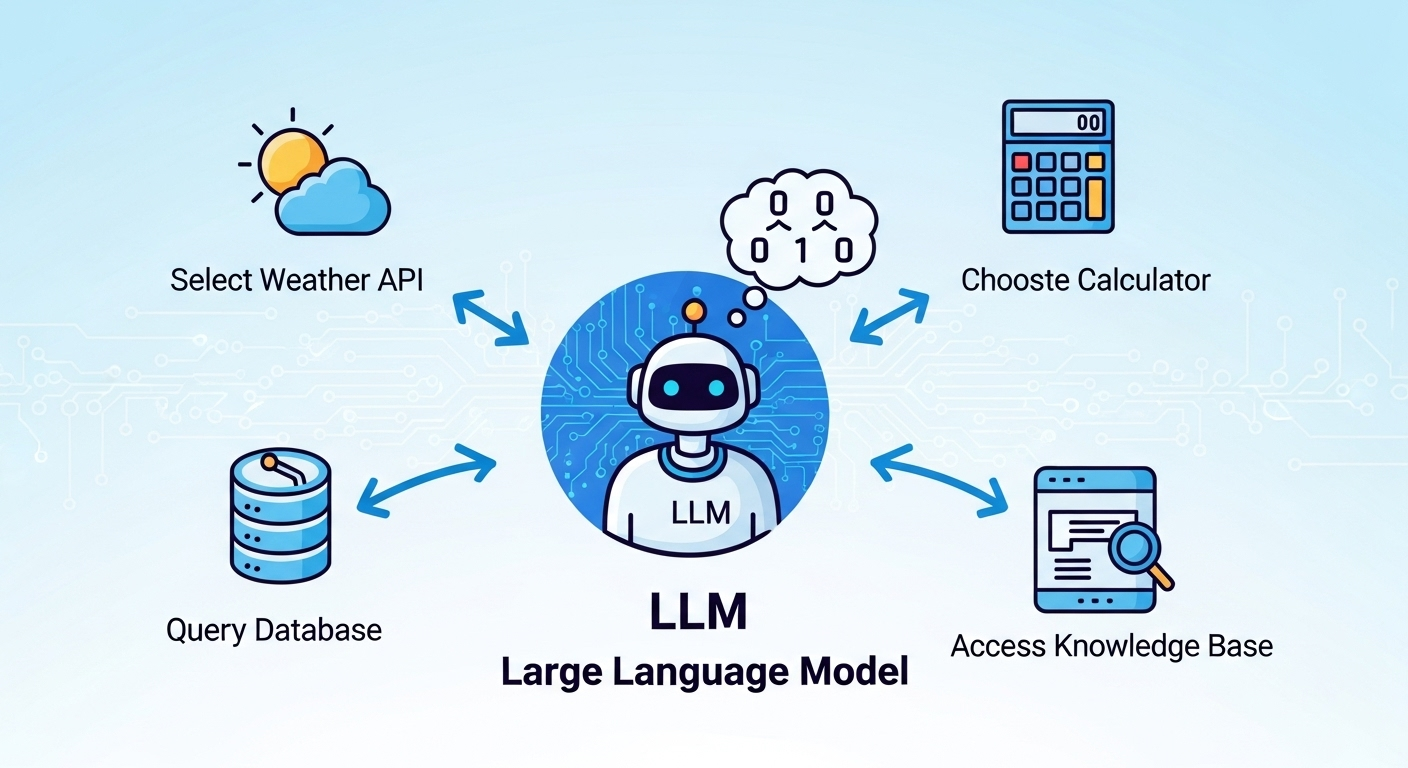 00
0 0
0 1 0
Select Weather API
Chooste Calculator
LLM
Query Database
Access Knowledge Base
LLM
Large Language Model